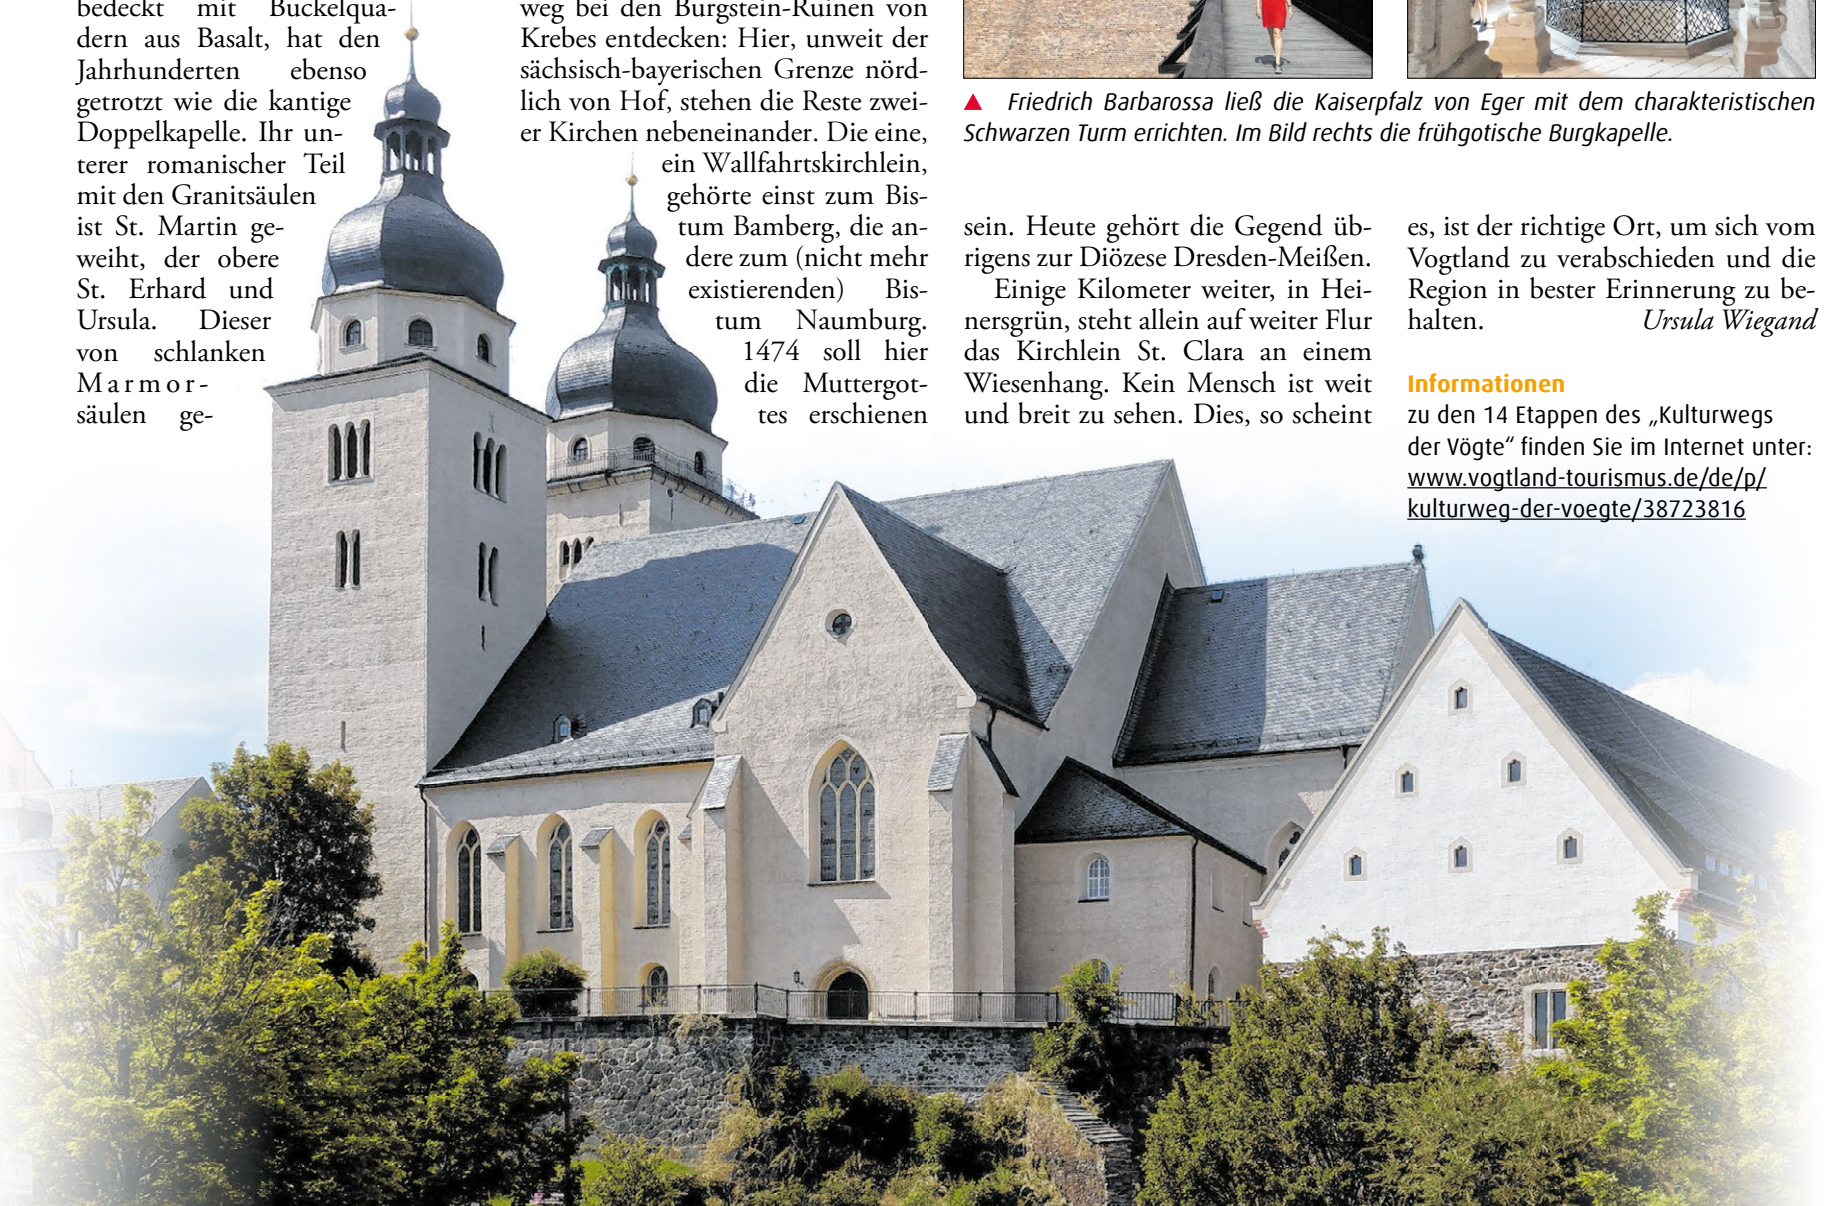 bedeckt mit Buckelqua-
dern aus Basalt, hat den
Jahrhunderten ebenso
getrotzt wie die kantige
Doppelkapelle. Ihr un-
terer romanischer Teil
mit den Granitsäulen
ist St. Martin ge-
weiht, der obere
St. Erhard und
Ursula. Dieser
von schlanken
Marmor-
säulen ge-
weg bei den Burgstein-Ruinen von
Krebes entdecken: Hier, unweit der
sächsisch-bayerischen Grenze nörd-
lich von Hof, stehen die Reste zwei-
er Kirchen nebeneinander. Die eine,
ein Wallfahrtskirchlein,
gehörte einst zum Bis-
tum Bamberg, die an-
dere zum (nicht mehr
existierenden) Bis-
tum Naumburg.
1474 soll hier
die Muttergot-
tes erschienen
▲ Friedrich Barbarossa ließ die Kaiserpfalz von Eger mit dem charakteristischen
Schwarzen Turm errichten. Im Bild rechts die frühgotische Burgkapelle.
sein. Heute gehört die Gegend üb-
rigens zur Diözese Dresden-Meißen.
Einige Kilometer weiter, in Hei-
nersgrün, steht allein auf weiter Flur
das Kirchlein St. Clara an einem
Wiesenhang. Kein Mensch ist weit
und breit zu sehen. Dies, so scheint
es, ist der richtige Ort, um sich vom
Vogtland zu verabschieden und die
Region in bester Erinnerung zu be-
halten. Ursula Wiegand
Informationen
zu den 14 Etappen des „Kulturwegs
der Vögte“ finden Sie im Internet unter:
www.vogtland-tourismus.de/de/p/
kulturweg-der-voegte/38723816